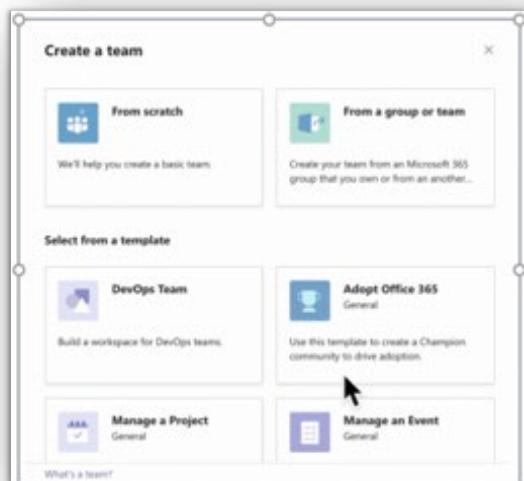 Create a team
From scratch
We'll help you create a basic team.
From a group or team
Create your team from an Microsoft 365
group that you own or from an another...
Select from a template
DevOps Team
Build a workspace for DevOps teams.
Adopt Office 365
General
Use this template to create a Champion
community to drive adoption.
Manage a Project
General
Manage an Event
General
What's a team?